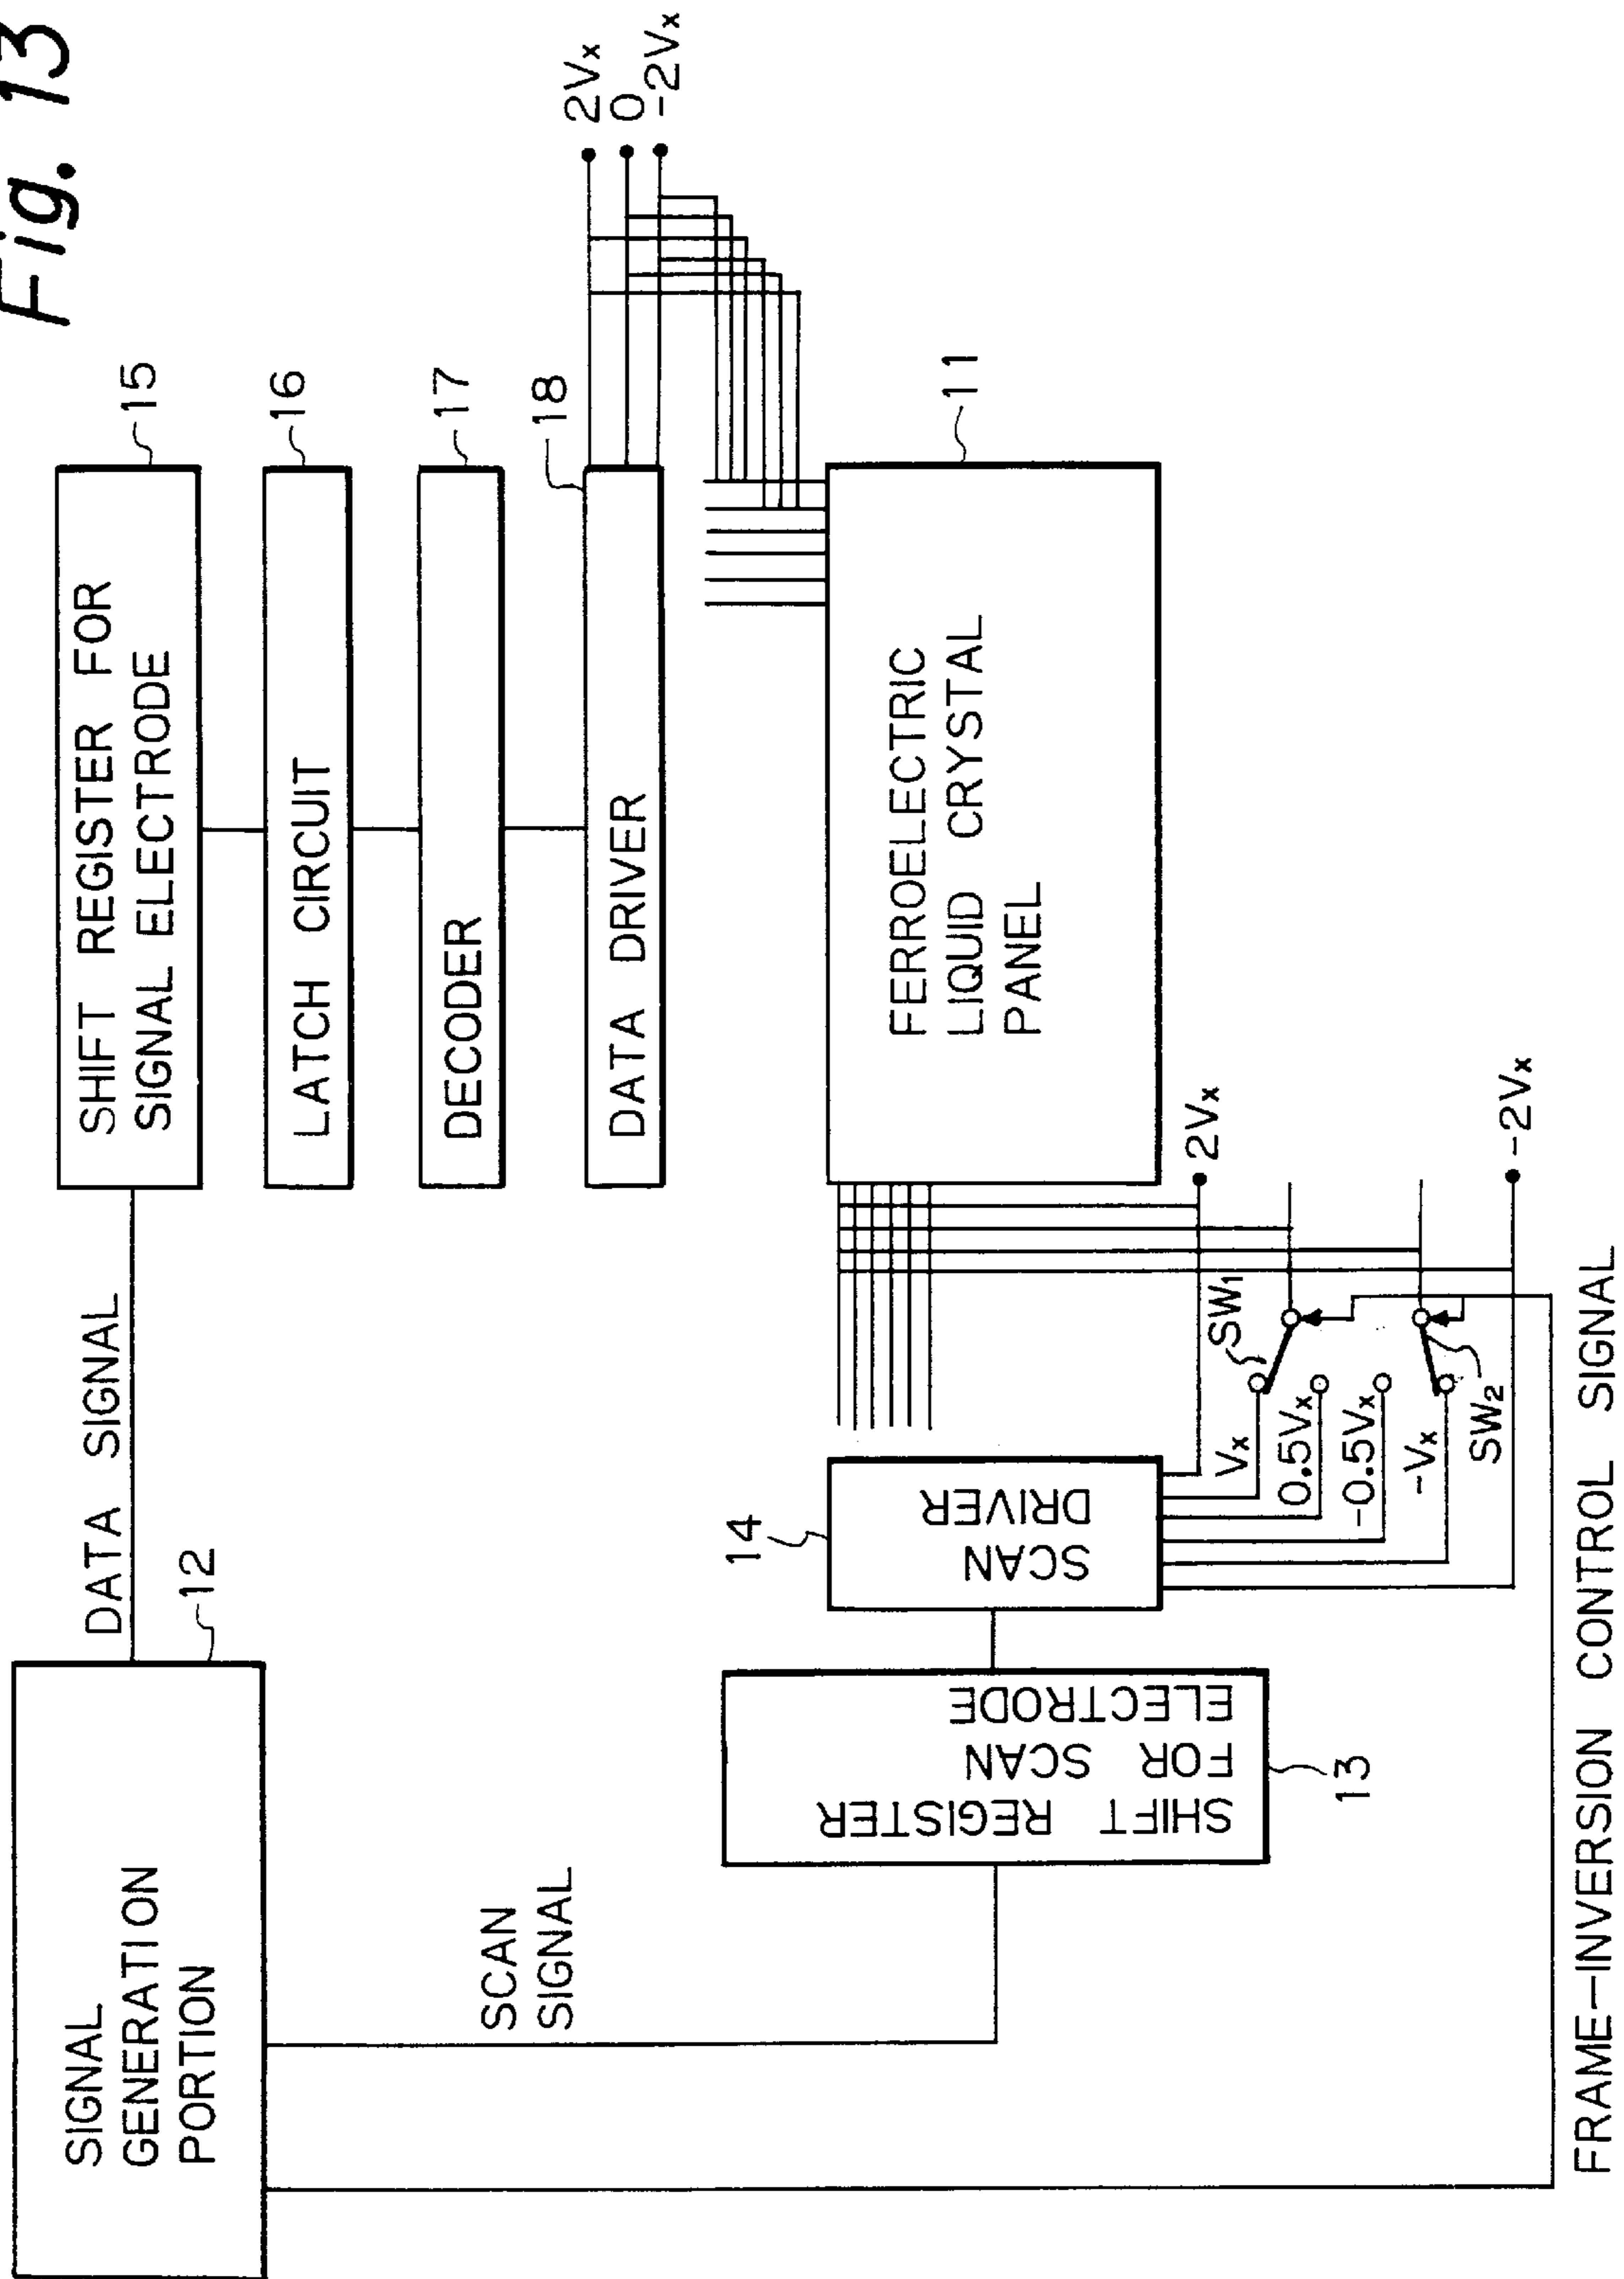 Fig. 13
SIGNAL
GENERATION
PORTION
12
DATA SIGNAL
SHIFT REGISTER FOR
SIGNAL ELECTRODE
15
LATCH CIRCUIT
16
DECODER
17
DATA DRIVER
18
2Vx
0
-2Vx
SCAN
SIGNAL
SHIFT REGISTER
FOR SCAN
ELECTRODE
13
SCAN
DRIVER
14
FERROELECTRIC
LIQUID CRYSTAL
PANEL
11
2Vx
Vx
SW1
0.5Vx
-0.5Vx
-Vx
SW2
-2Vx
FRAME-INVERSION CONTROL SIGNAL